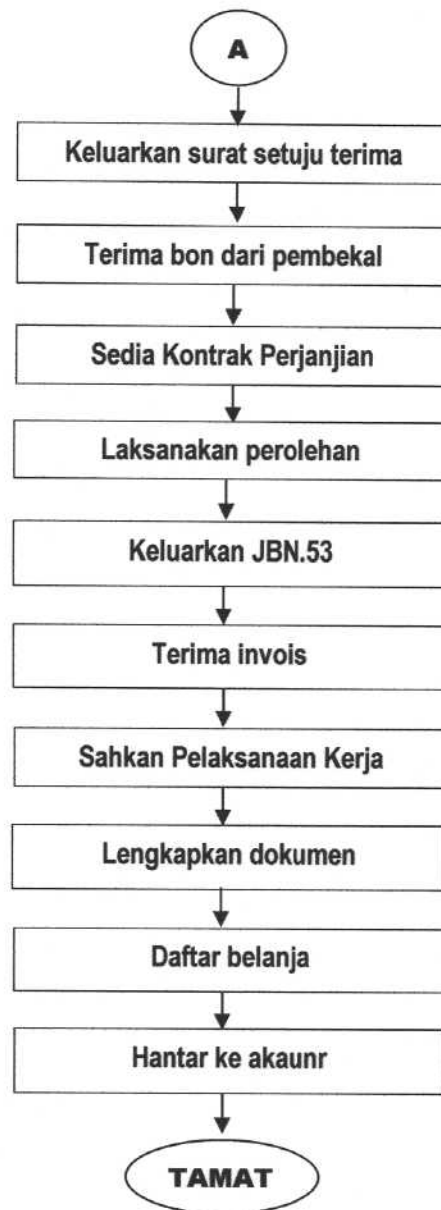 A
Keluarkan surat setuju terima
Terima bon dari pembekal
Sedia Kontrak Perjanjian
Laksanakan perolehan
Keluarkan JBN.53
Terima invois
Sahkan Pelaksanaan Kerja
Lengkapkan dokumen
Daftar belanja
Hantar ke akaunr
TAMAT